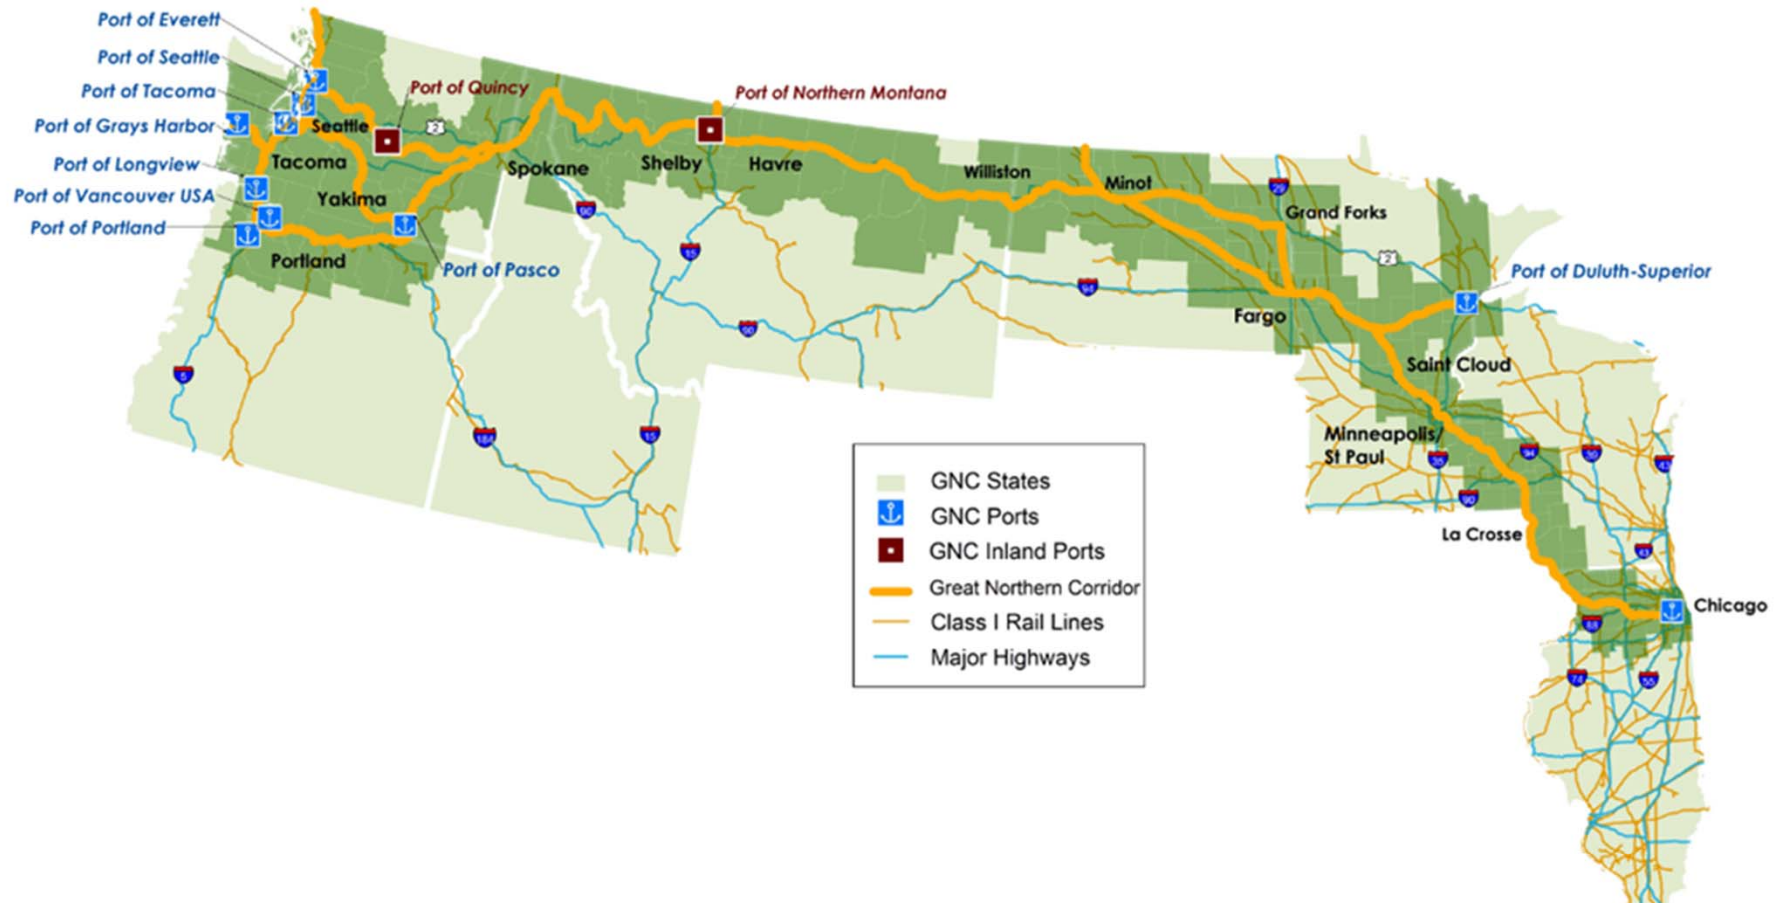 Port of Everett
Port of Seattle
Port of Tacoma
Port of Grays Harbor
Port of Longview
Port of Vancouver USA
Port of Portland
Port of Quincy
Port of Northern Montana
2
Seattle
Tacoma
Yakima
Spokane
Shelby
Havre
Williston
Minot
29
Grand Forks
90
Portland
Port of Pasco
15
2
Port of Duluth-Superior
94
Fargo
90
5
Saint Cloud
184
15
Minneapolis/
St Paul
35
94
39
43
90
La Crosse
43
Chicago
88
74
55
GNC States
GNC Ports
GNC Inland Ports
Great Northern Corridor
Class I Rail Lines
Major Highways